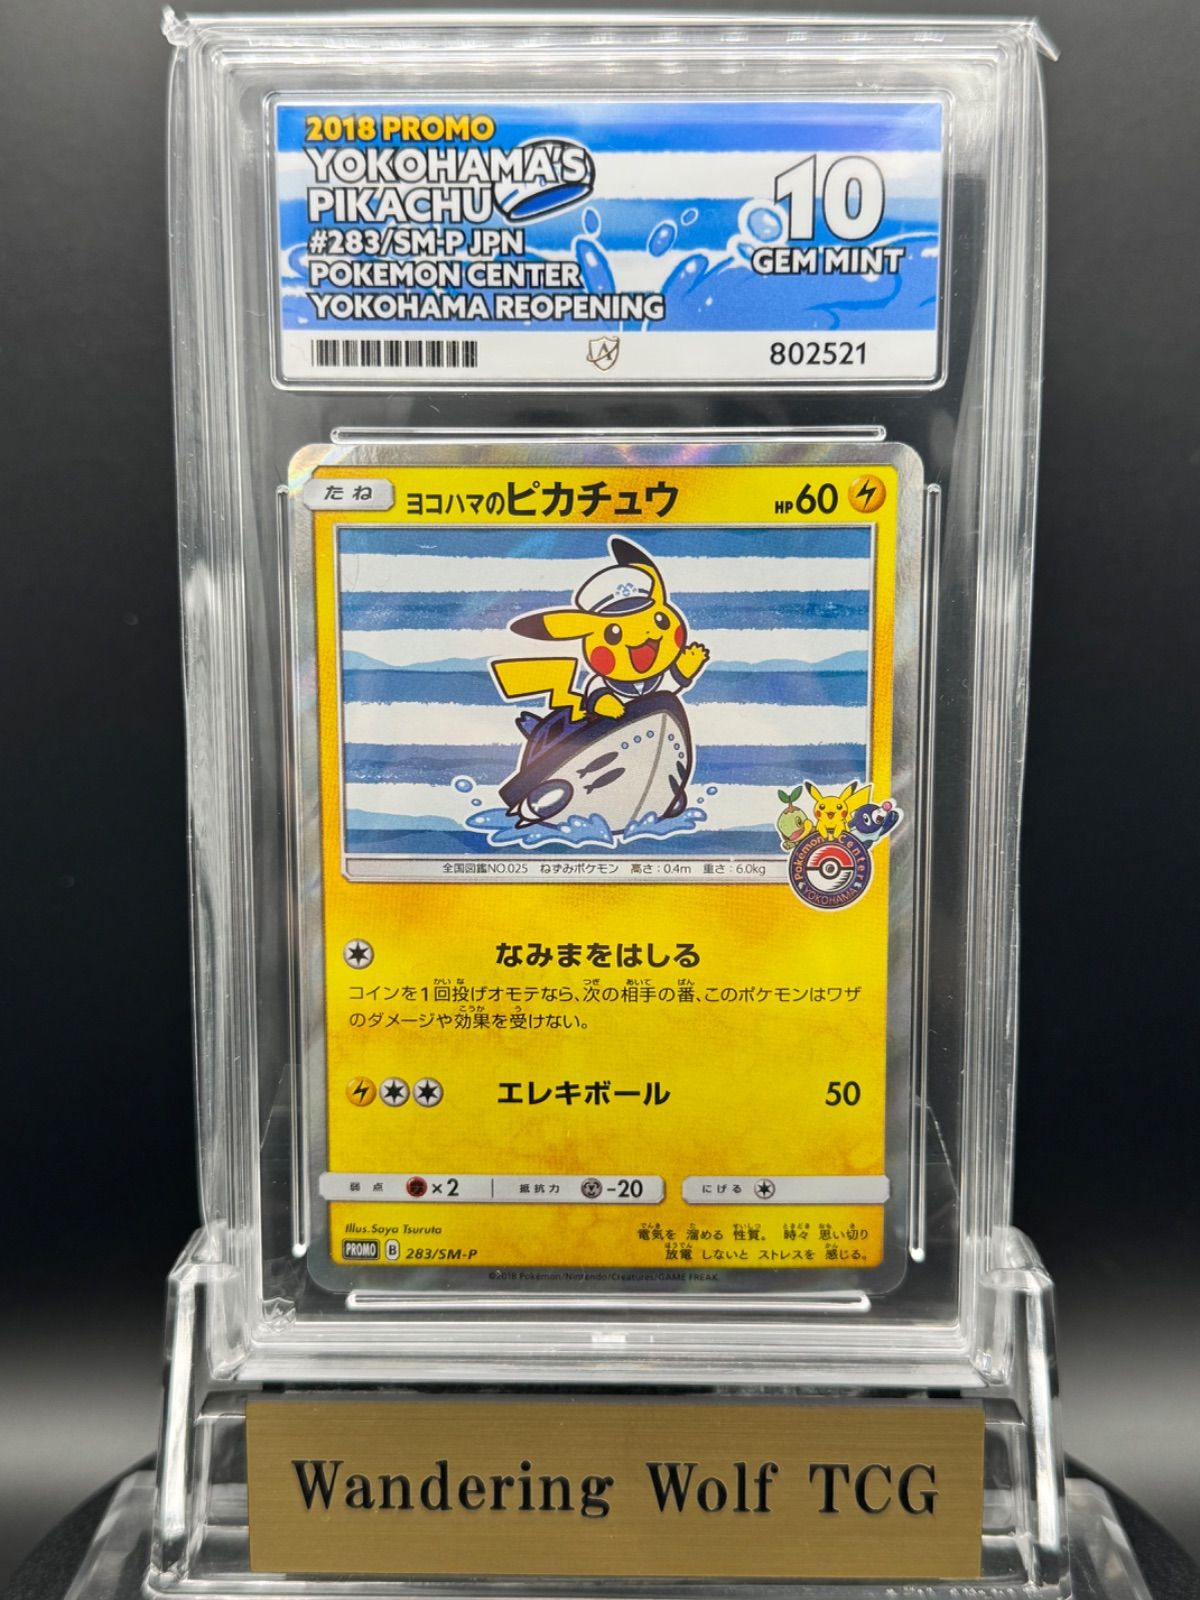 2018 PROMO
YOKOHAMA'S
PIKACHU
#283/SM-P JPN
POKEMON CENTER
YOKOHAMA REOPENING
10
GEM MINT
802521
たね ヨコハマのピカチュウ HP60
全国図鑑NO.025 ねずみポケモン 高さ:0.4m 重さ:6.0kg
Pokémon Center
YOKOHAMA
なみまをはしる
コインを1回投げオモテなら、次の相手の番、このポケモンはワザ
のダメージや効果を受けない。
エレキボール 50
弱点 ×2 抵抗力 -20 にげる
Illus. Saya Tsuruta
PROMO B 283/SM-P
電気を 溜める 性質。 時々 思い切り
放電 しないと ストレスを 感じる。
©2018 Pokémon/Nintendo/Creatures/GAME FREAK
Wandering Wolf TCG